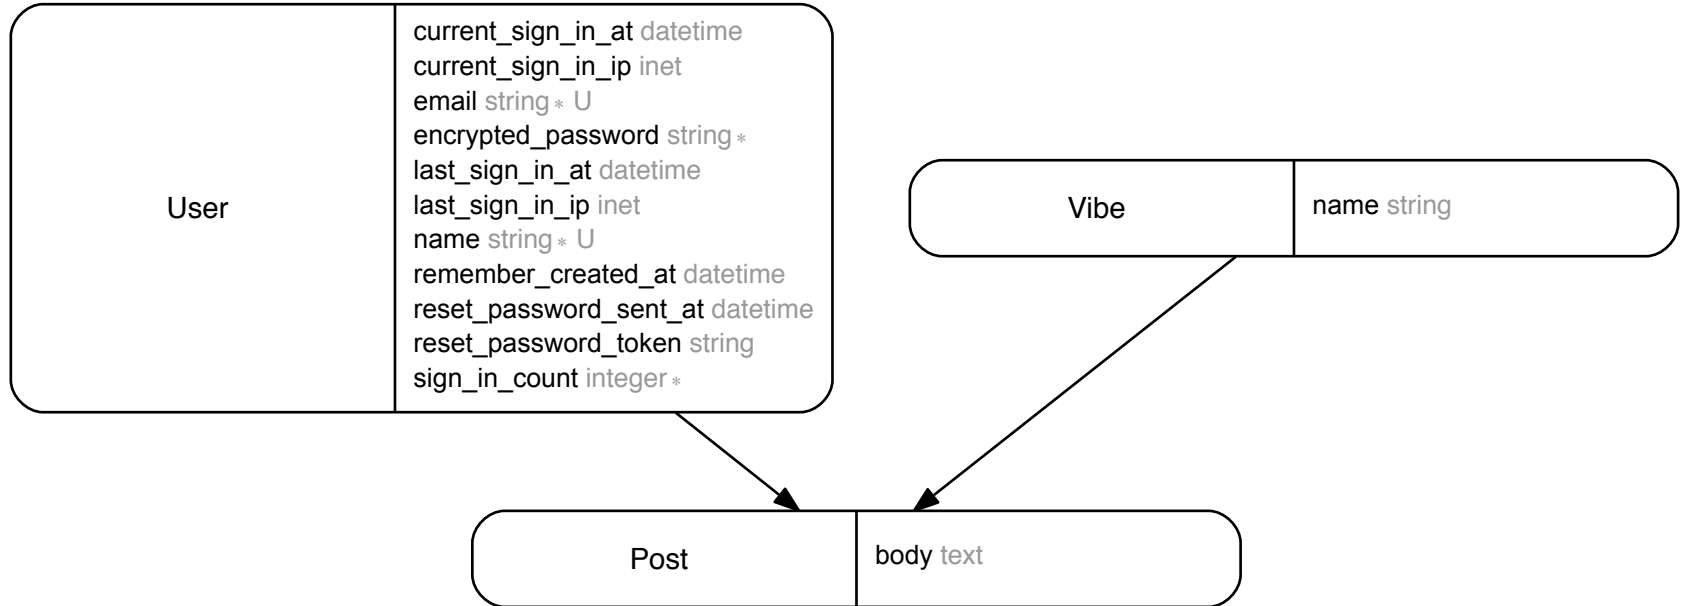 User
current_sign_in_at datetime
current_sign_in_ip inet
email string * U
encrypted_password string *
last_sign_in_at datetime
last_sign_in_ip inet
name string * U
remember_created_at datetime
reset_password_sent_at datetime
reset_password_token string
sign_in_count integer *
Vibe
name string
Post
body text